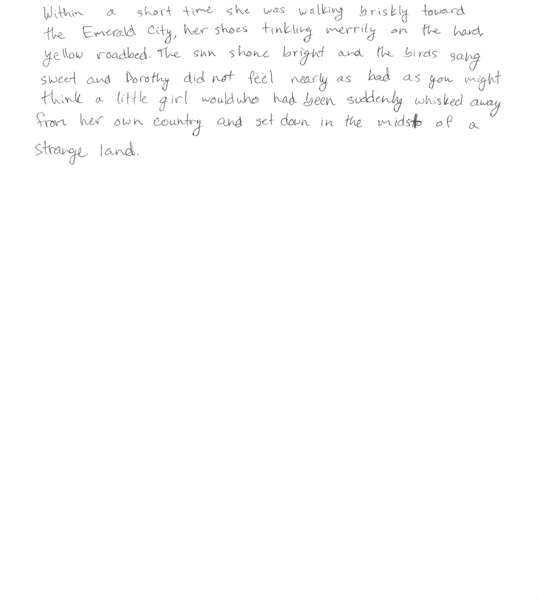 Within a short time she was walking briskly toward
the Emerald City, her shoes tinkling merrily on the hard,
yellow roadbed. The sun shone bright and the birds sang
sweet and Dorothy did not feel nearly as bad as you might
think a little girl wouldwho had been suddenly whisked away
from her own country and set down in the midst of a
strange land.